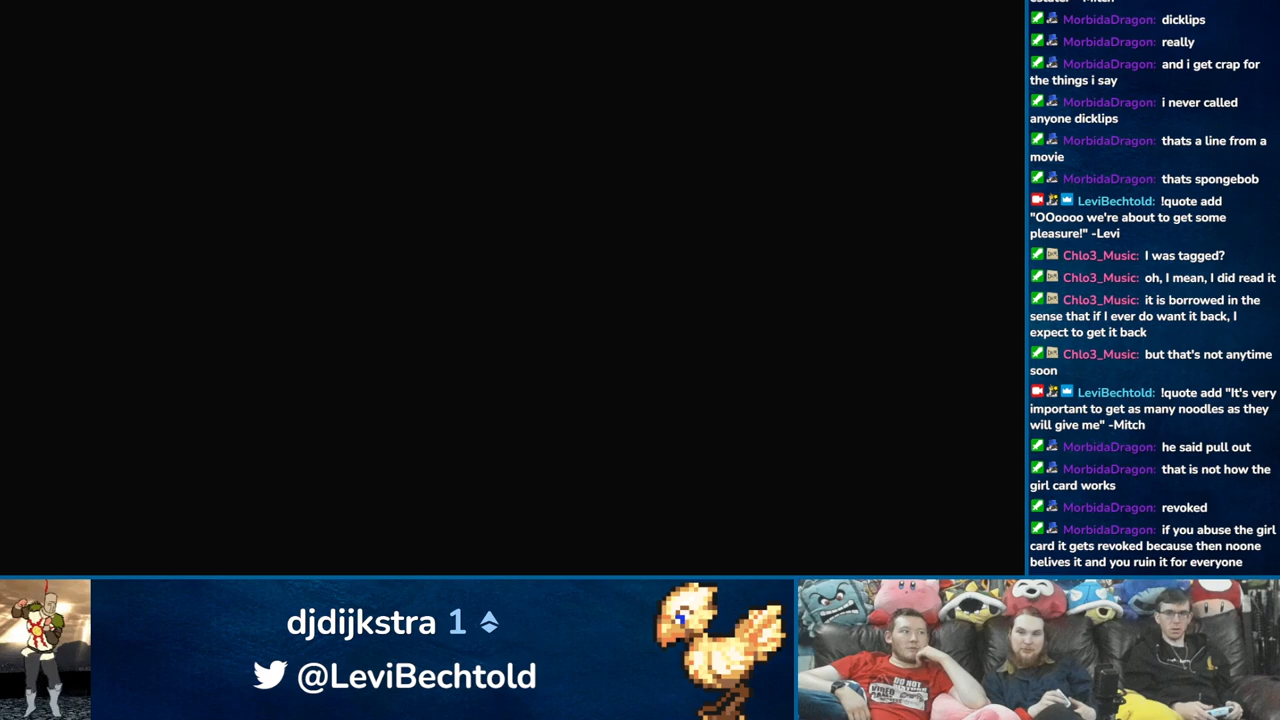 MorbidaDragon: dicklips
MorbidaDragon: really
MorbidaDragon: and i get crap for
the things i say
MorbidaDragon: i never called
anyone dicklips
MorbidaDragon: thats a line from a
movie
MorbidaDragon: thats spongebob
LeviBechtold: !quote add
"OOoooo we're about to get some
pleasure!" -Levi
Chlo3_Music: I was tagged?
Chlo3_Music: oh, I mean, I did read it
Chlo3_Music: it is borrowed in the
sense that if I ever do want it back, I
expect to get it back
Chlo3_Music: but that's not anytime
soon
LeviBechtold: !quote add "It's very
important to get as many noodles as they
will give me" -Mitch
MorbidaDragon: he said pull out
MorbidaDragon: that is not how the
girl card works
MorbidaDragon: revoked
MorbidaDragon: if you abuse the girl
card it gets revoked because then noone
belives it and you ruin it for everyone
djdijkstra 1
@LeviBechtold
DO NOT
VIDEO